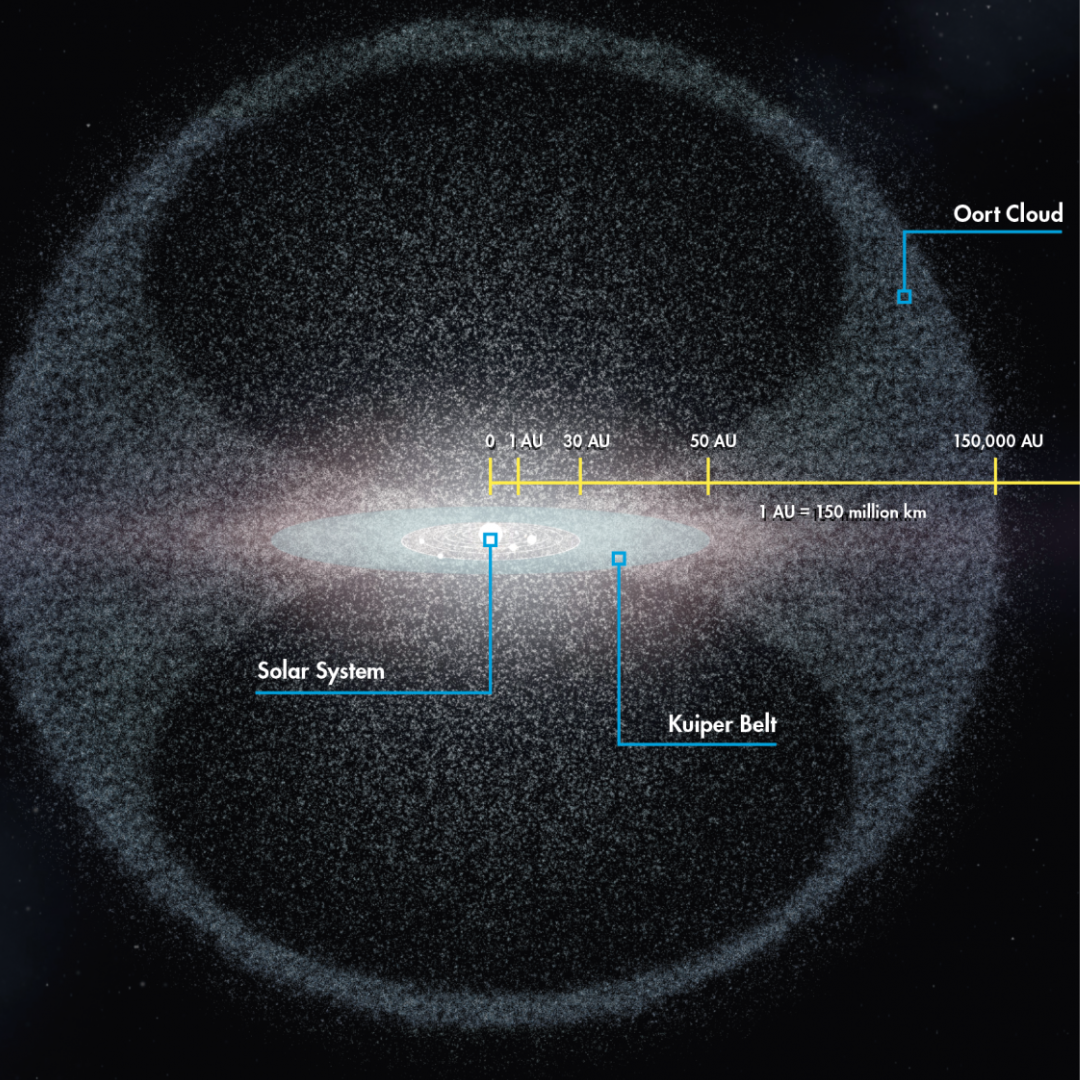 Oort Cloud
0 1 AU 30 AU 50 AU 150,000 AU
1 AU = 150 million km
Solar System
Kuiper Belt